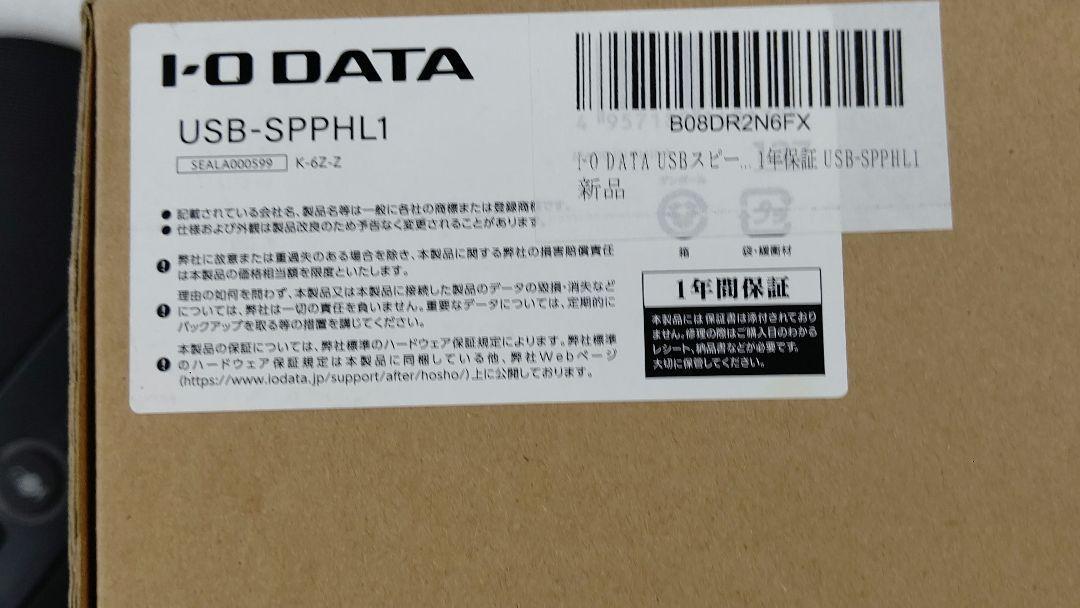 I-O DATA
USB-SPPHL1
SEALA000599 K-6Z-Z
● 記載されている会社名、製品名等は一般に各社の商標または登録商標です。
● 仕様および外観は製品改良のため予告なく変更されることがあります
弊社に故意または重過失のある場合を除き、本製品に関する弊社の損害賠償責任
は本製品の価格相当額を限度といたします。
理由の如何を問わず、本製品又は本製品に接続した製品のデータの毀損・消失など
については、弊社は一切の責任を負いません。重要なデータについては、定期的に
バックアップを取る等の措置を講じてください。
本製品の保証については、弊社標準のハードウェア保証規定によります。弊社標準
のハードウェア保証規定は本製品に同梱している他、弊社Webページ
(https://www.iodata.jp/support/after/hosho/)上に公開しております。
4 95718
B08DR2N6FX
I-O DATA USBスピー... 1年保証 USB-SPPHL1
新品
ダンボール
プラ
箱
袋・緩衝材
1年間保証
本製品には保証書は添付されており
ません。修理の際はご購入日のわかる
レシート、納品書などが必要です。
大切に保管してください。